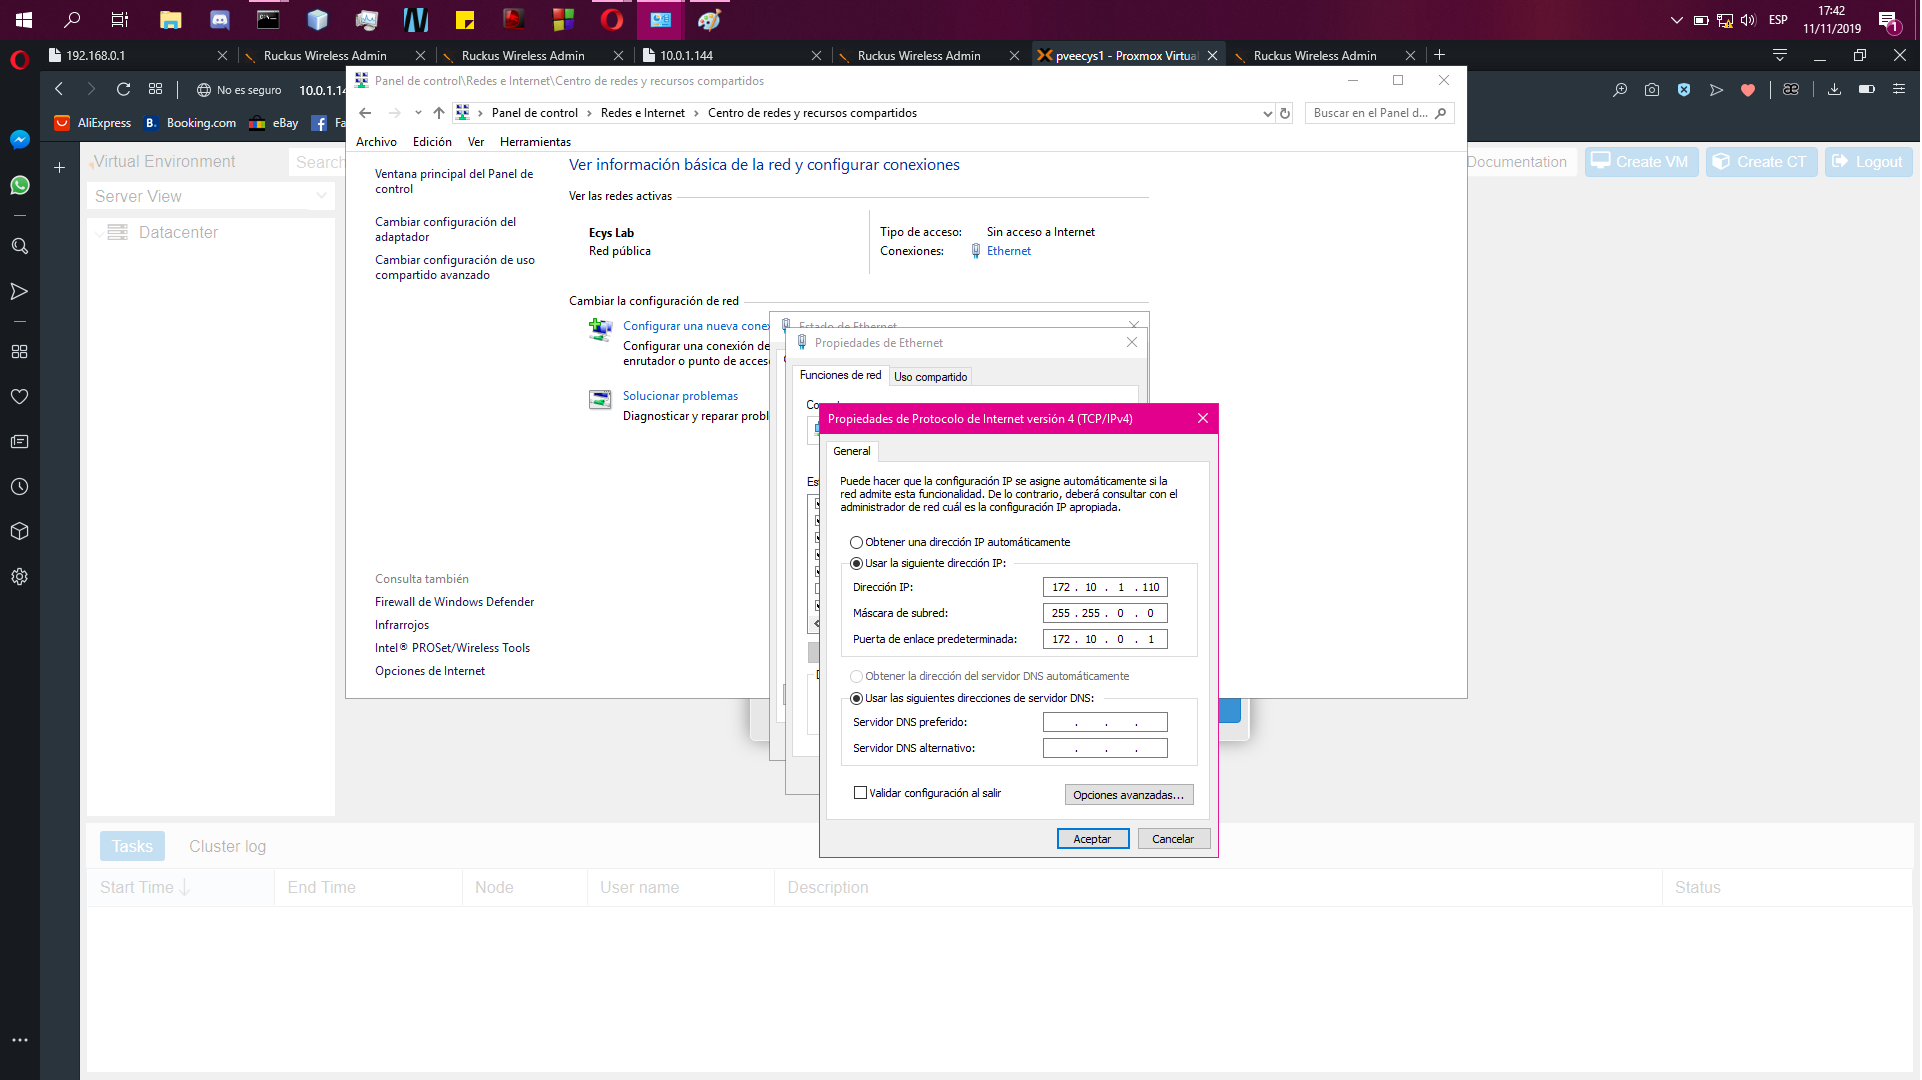 ESP
17:42
11/11/2019
1
192.168.0.1
Ruckus Wireless Admin
Ruckus Wireless Admin
10.0.1.144
Ruckus Wireless Admin
pveecys1 - Proxmox Virtual
Ruckus Wireless Admin
No es seguro
10.0.1.14
AliExpress
Booking.com
eBay
Fa
Panel de control\Redes e Internet\Centro de redes y recursos compartidos
Panel de control > Redes e Internet > Centro de redes y recursos compartidos
Buscar en el Panel d...
Archivo
Edición
Ver
Herramientas
Virtual Environment
Search
Documentation
Create VM
Create CT
Logout
Server View
Datacenter
Ventana principal del Panel de
control
Cambiar configuración del
adaptador
Cambiar configuración de uso
compartido avanzado
Ver información básica de la red y configurar conexiones
Ver las redes activas
Ecys Lab
Red pública
Tipo de acceso:
Sin acceso a Internet
Conexiones:
Ethernet
Cambiar la configuración de red
Configurar una nueva conex
Configurar una conexión de
enrutador o punto de acces
Solucionar problemas
Diagnosticar y reparar probl
Consulta también
Firewall de Windows Defender
Infrarrojos
Intel® PROSet/Wireless Tools
Opciones de Internet
Estado de Ethernet
Propiedades de Ethernet
Funciones de red
Uso compartido
Co
Es
Propiedades de Protocolo de Internet versión 4 (TCP/IPv4)
General
Puede hacer que la configuración IP se asigne automáticamente si la
red admite esta funcionalidad. De lo contrario, deberá consultar con el
administrador de red cuál es la configuración IP apropiada.
Obtener una dirección IP automáticamente
Usar la siguiente dirección IP:
Dirección IP:
172 . 10 . 1 . 110
Máscara de subred:
255 . 255 . 0 . 0
Puerta de enlace predeterminada:
172 . 10 . 0 . 1
Obtener la dirección del servidor DNS automáticamente
Usar las siguientes direcciones de servidor DNS:
Servidor DNS preferido:
. . .
Servidor DNS alternativo:
. . .
Validar configuración al salir
Opciones avanzadas...
Aceptar
Cancelar
Tasks
Cluster log
Start Time
End Time
Node
User name
Description
Status